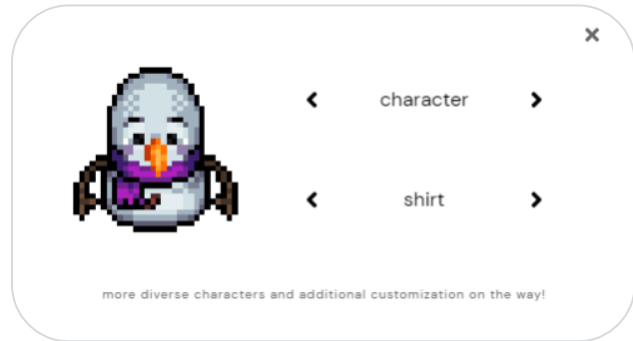 character
shirt
more diverse characters and additional customization on the way!